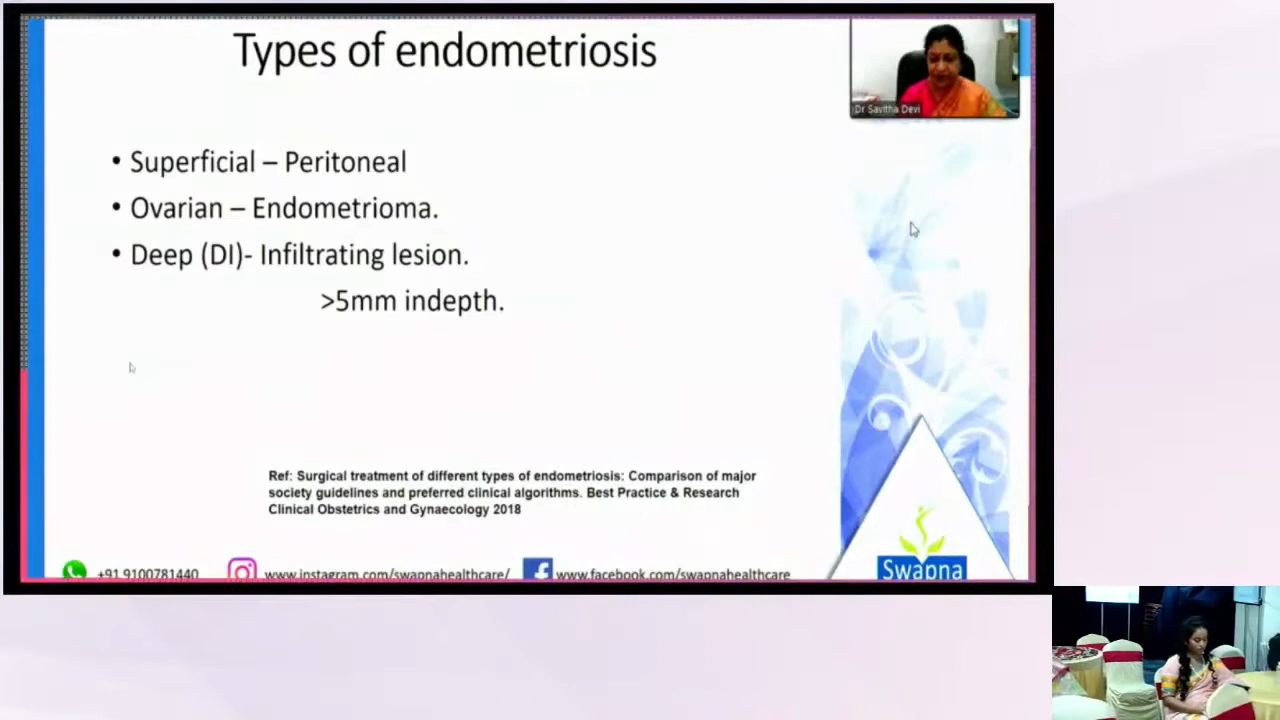 Types of endometriosis
Dr Savitha Devi
• Superficial – Peritoneal
• Ovarian – Endometrioma.
• Deep (DI)- Infiltrating lesion.
>5mm indepth.
Ref: Surgical treatment of different types of endometriosis: Comparison of major
society guidelines and preferred clinical algorithms. Best Practice & Research
Clinical Obstetrics and Gynaecology 2018
+91 9100781440
www.instagram.com/swapnahealthcare/
www.facebook.com/swapnahealthcare
Swapna